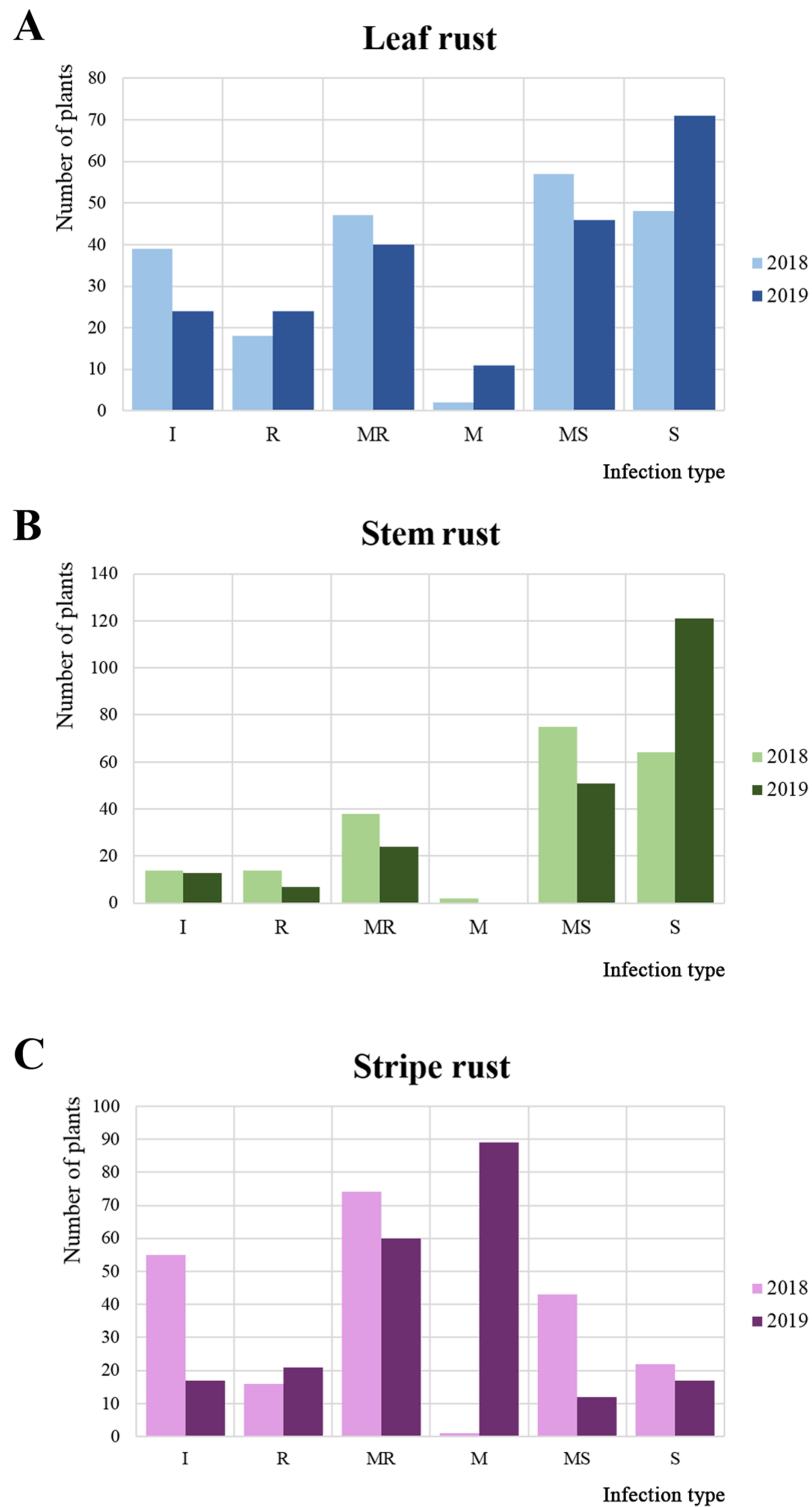 A
Leaf rust
Number of plants
80
70
60
50
40
30
20
10
0
I R MR M MS S
Infection type
2018
2019
B
Stem rust
Number of plants
140
120
100
80
60
40
20
0
I R MR M MS S
Infection type
2018
2019
C
Stripe rust
Number of plants
100
90
80
70
60
50
40
30
20
10
0
I R MR M MS S
Infection type
2018
2019